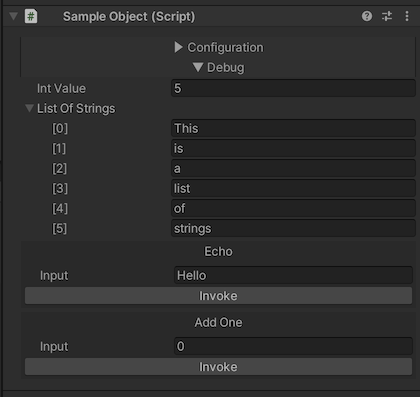 # Sample Object (Script)
Configuration
Debug
Int Value 5
List Of Strings
[0] This
[1] is
[2] a
[3] list
[4] of
[5] strings
Echo
Input Hello
Invoke
Add One
Input 0
Invoke